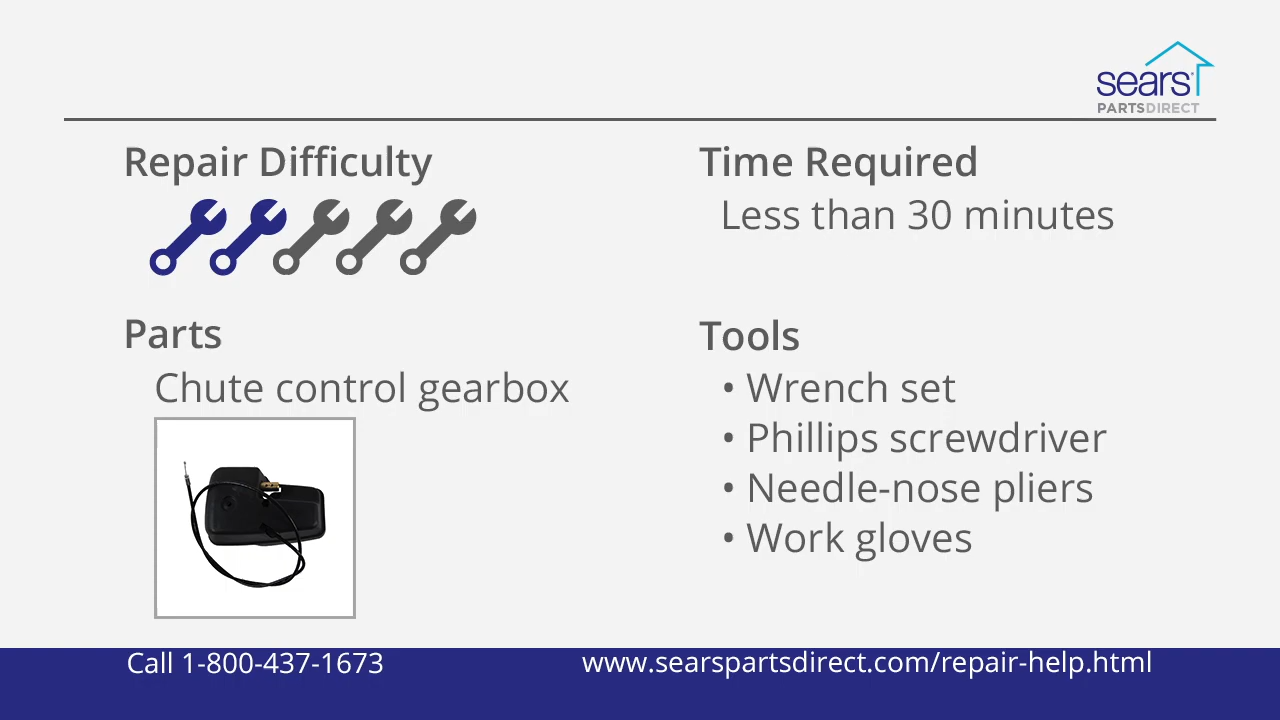 sears
PARTSDIRECT
Repair Difficulty
Time Required
Less than 30 minutes
Parts
Chute control gearbox
Tools
• Wrench set
• Phillips screwdriver
• Needle-nose pliers
• Work gloves
Call 1-800-437-1673
www.searspartsdirect.com/repair-help.html